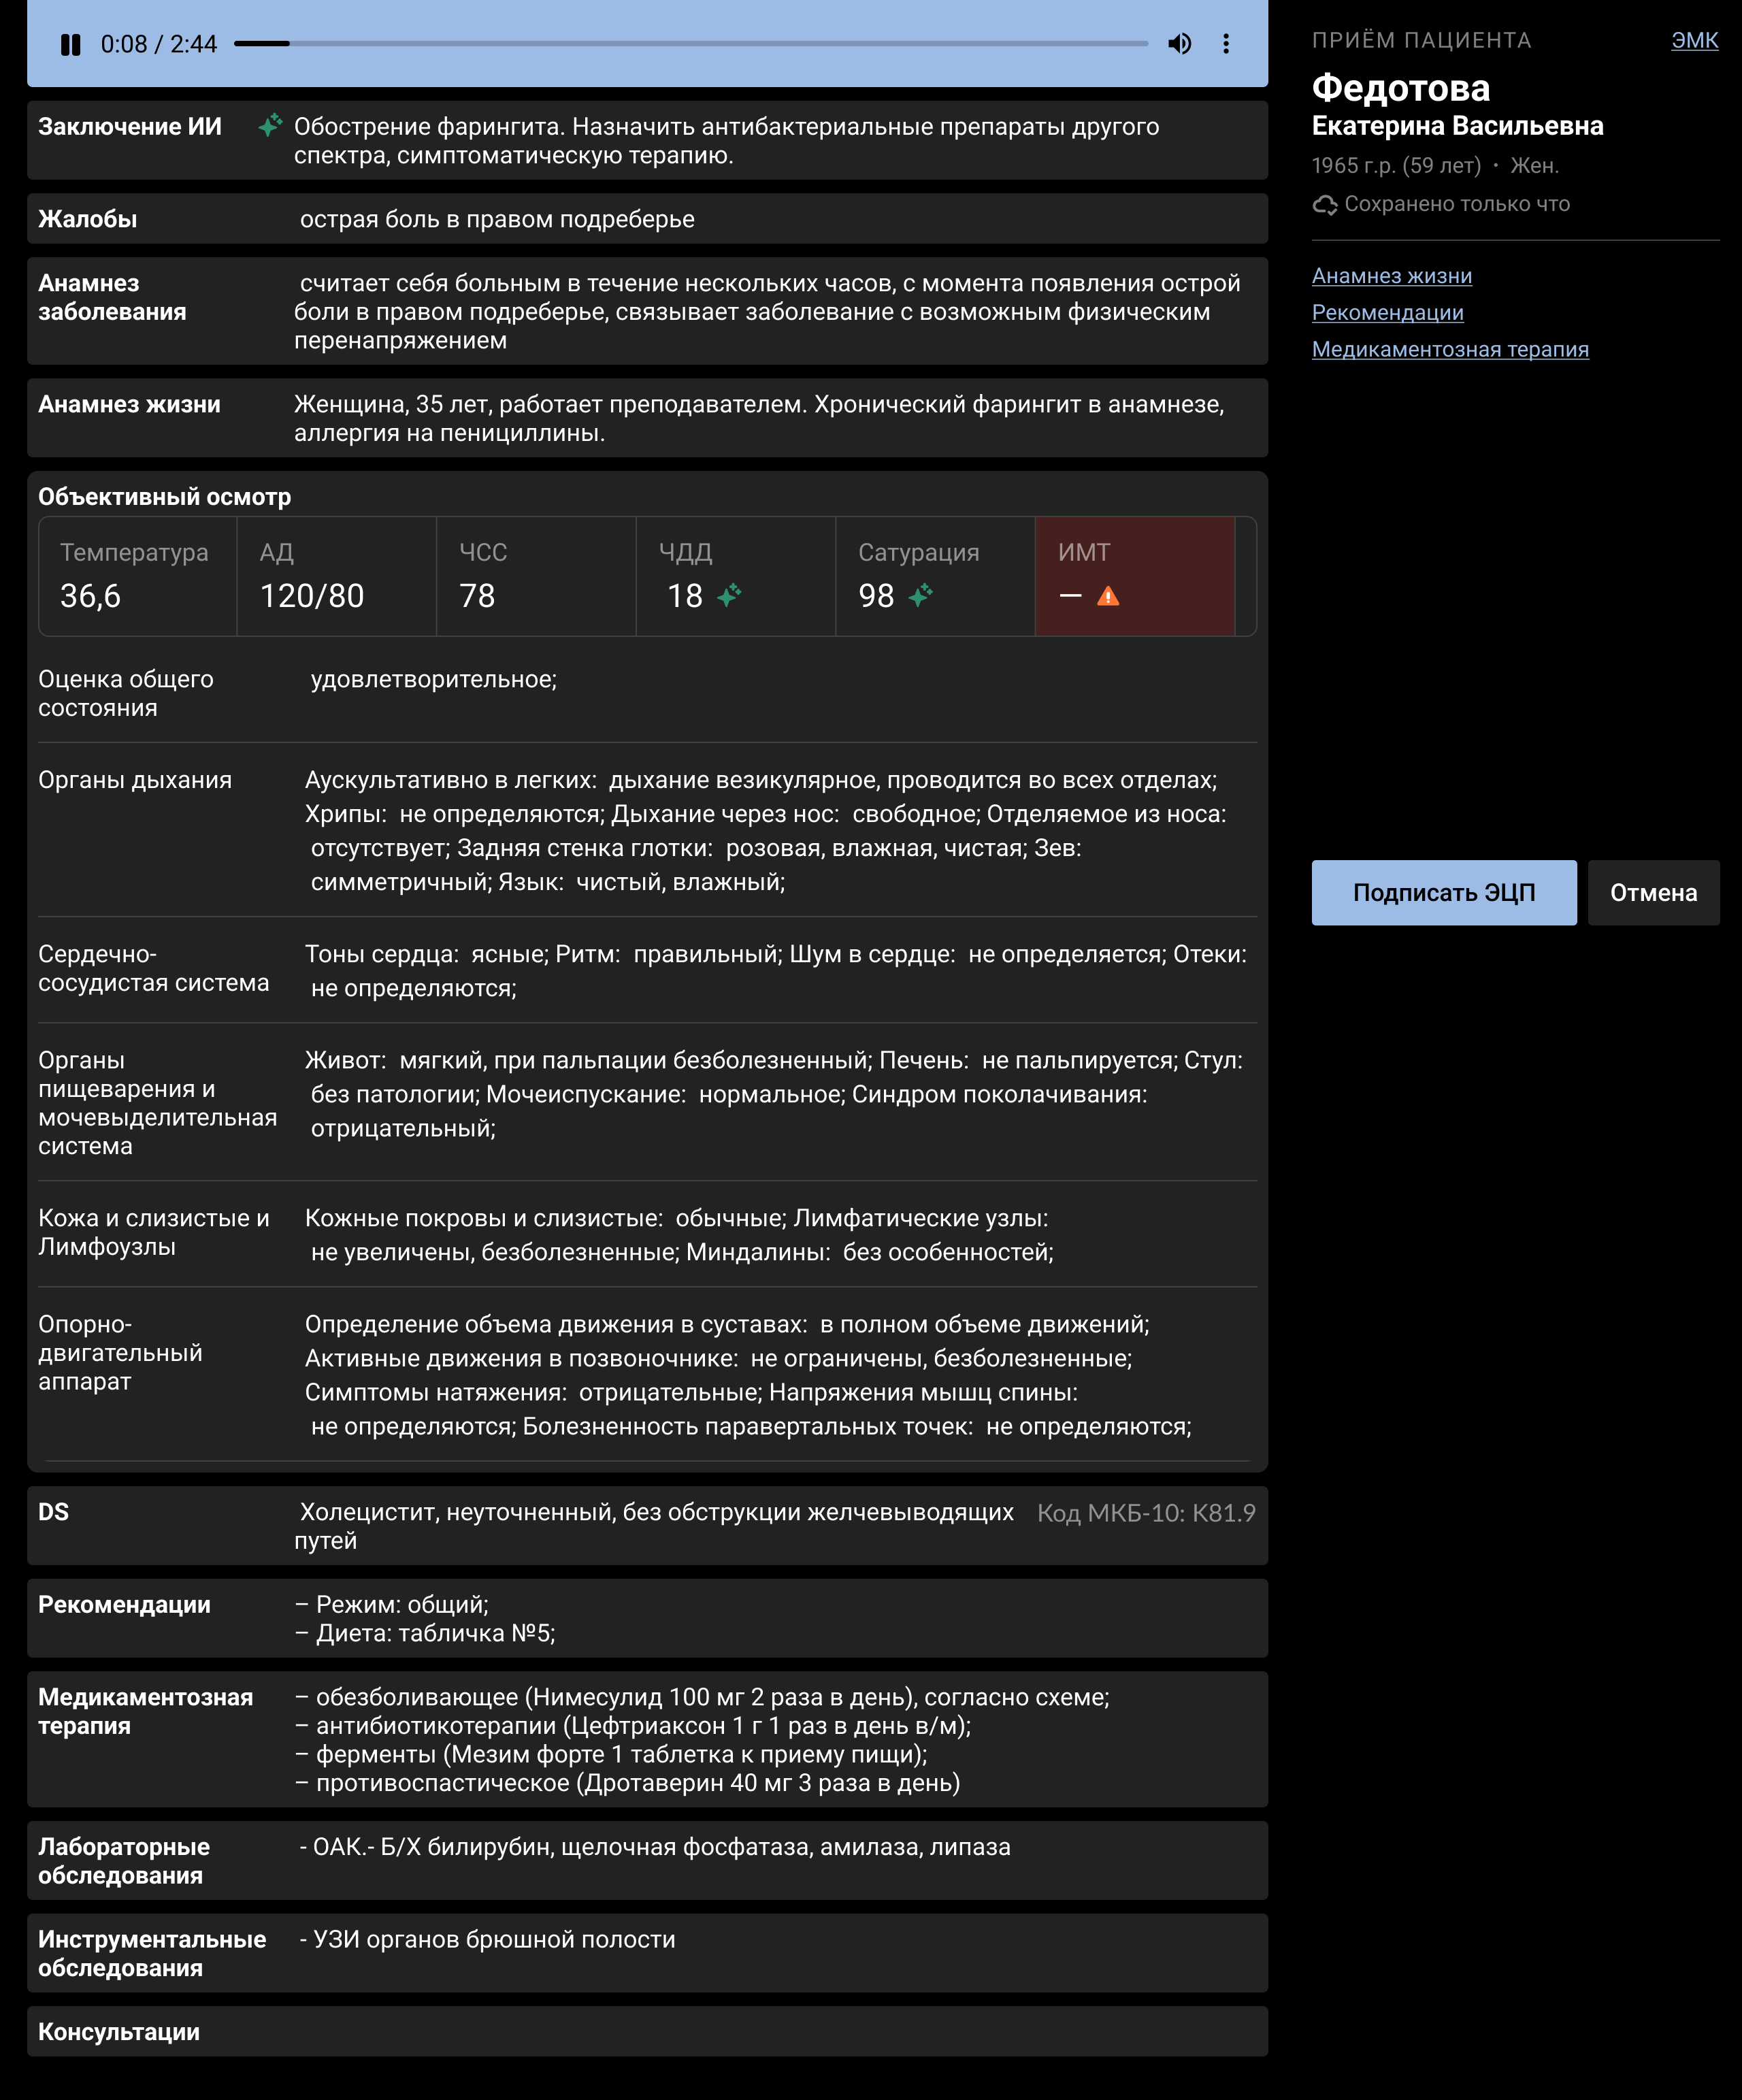 0:08 / 2:44
Заключение ИИ
Обострение фарингита. Назначить антибактериальные препараты другого
спектра, симптоматическую терапию.
Жалобы
острая боль в правом подреберье
Анамнез
заболевания
считает себя больным в течение нескольких часов, с момента появления острой
боли в правом подреберье, связывает заболевание с возможным физическим
перенапряжением
Анамнез жизни
Женщина, 35 лет, работает преподавателем. Хронический фарингит в анамнезе,
аллергия на пенициллины.
Объективный осмотр
Температура
36,6
АД
120/80
ЧСС
78
ЧДД
18
Сатурация
98
ИМТ
—
Оценка общего
состояния
удовлетворительное;
Органы дыхания
Аускультативно в легких: дыхание везикулярное, проводится во всех отделах;
Хрипы: не определяются; Дыхание через нос: свободное; Отделяемое из носа:
отсутствует; Задняя стенка глотки: розовая, влажная, чистая; Зев:
симметричный; Язык: чистый, влажный;
Сердечно-
сосудистая система
Тоны сердца: ясные; Ритм: правильный; Шум в сердце: не определяется; Отеки:
не определяются;
Органы
пищеварения и
мочевыделительная
система
Живот: мягкий, при пальпации безболезненный; Печень: не пальпируется; Стул:
без патологии; Мочеиспускание: нормальное; Синдром поколачивания:
отрицательный;
Кожа и слизистые и
Лимфоузлы
Кожные покровы и слизистые: обычные; Лимфатические узлы:
не увеличены, безболезненные; Миндалины: без особенностей;
Опорно-
двигательный
аппарат
Определение объема движения в суставах: в полном объеме движений;
Активные движения в позвоночнике: не ограничены, безболезненные;
Симптомы натяжения: отрицательные; Напряжения мышц спины:
не определяются; Болезненность паравертальных точек: не определяются;
DS
Холецистит, неуточненный, без обструкции желчевыводящих
путей
Код МКБ-10: K81.9
Рекомендации
– Режим: общий;
– Диета: табличка №5;
Медикаментозная
терапия
– обезболивающее (Нимесулид 100 мг 2 раза в день), согласно схеме;
– антибиотикотерапии (Цефтриаксон 1 г 1 раз в день в/м);
– ферменты (Мезим форте 1 таблетка к приему пищи);
– противоспастическое (Дротаверин 40 мг 3 раза в день)
Лабораторные
обследования
- ОАК.- Б/Х билирубин, щелочная фосфатаза, амилаза, липаза
Инструментальные
обследования
- УЗИ органов брюшной полости
Консультации
ПРИЁМ ПАЦИЕНТА
ЭМК
Федотова
Екатерина Васильевна
1965 г.р. (59 лет) · Жен.
Сохранено только что
Анамнез жизни
Рекомендации
Медикаментозная терапия
Подписать ЭЦП
Отмена